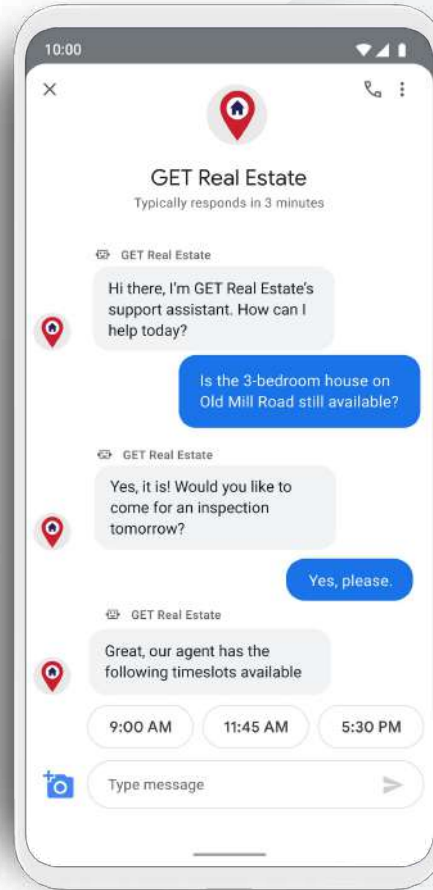 10:00
GET Real Estate
Typically responds in 3 minutes
GET Real Estate
Hi there, I'm GET Real Estate's
support assistant. How can I
help today?
Is the 3-bedroom house on
Old Mill Road still available?
GET Real Estate
Yes, it is! Would you like to
come for an inspection
tomorrow?
Yes, please.
GET Real Estate
Great, our agent has the
following timeslots available
9:00 AM 11:45 AM 5:30 PM
Type message